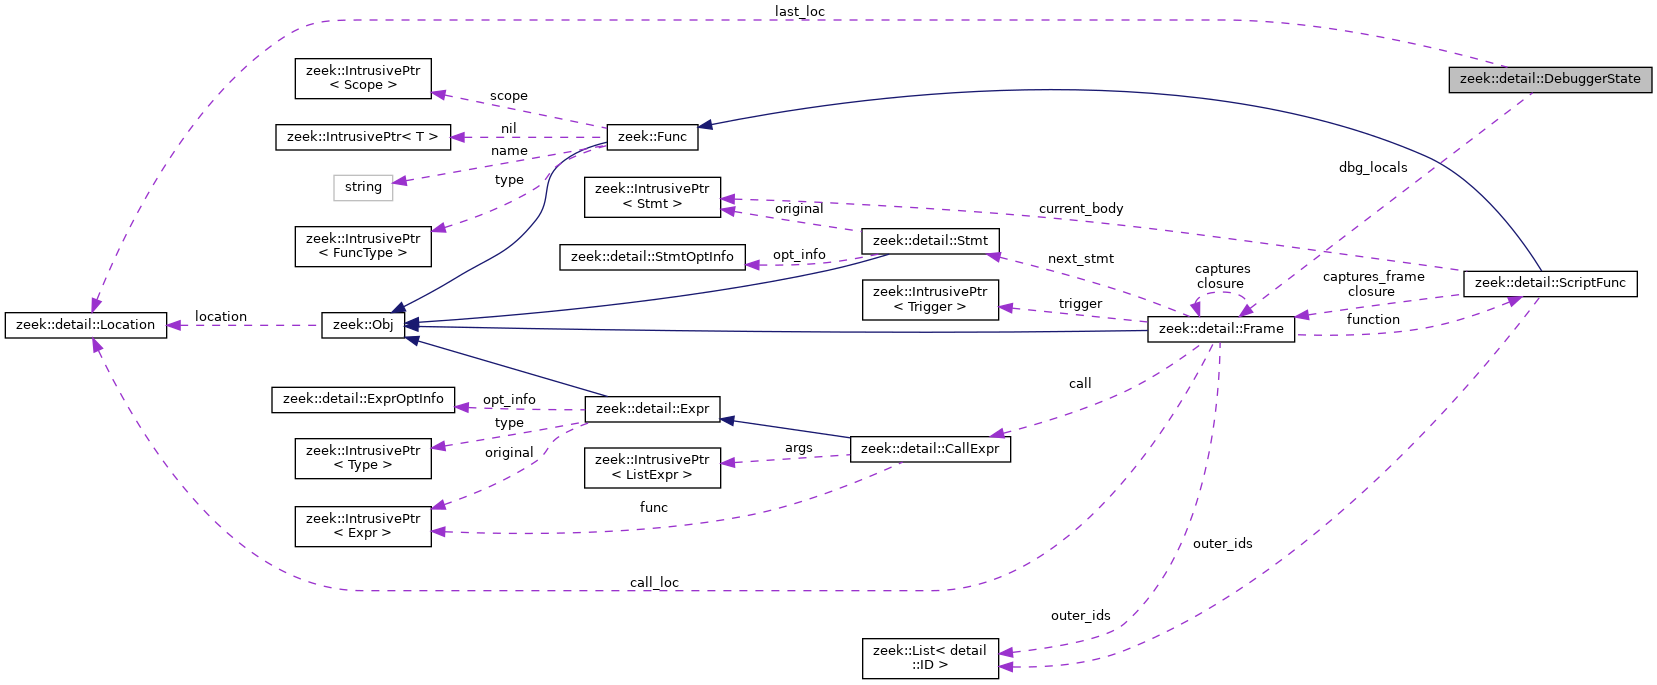 last_loc
zeek::detail::DebuggerState
zeek::IntrusivePtr
< Scope >
scope
zeek::IntrusivePtr< T >
nil
zeek::Func
name
dbg_locals
string
type
zeek::IntrusivePtr
< Stmt >
original
current_body
zeek::IntrusivePtr
< FuncType >
zeek::detail::Stmt
zeek::detail::StmtOptInfo
opt_info
next_stmt
captures
closure
captures_frame
closure
zeek::detail::ScriptFunc
zeek::IntrusivePtr
< Trigger >
trigger
zeek::detail::Location
location
zeek::Obj
zeek::detail::Frame
function
call
zeek::detail::ExprOptInfo
opt_info
zeek::detail::Expr
type
zeek::IntrusivePtr
< Type >
original
zeek::IntrusivePtr
< ListExpr >
args
zeek::detail::CallExpr
func
zeek::IntrusivePtr
< Expr >
outer_ids
call_loc
outer_ids
zeek::List< detail
::ID >